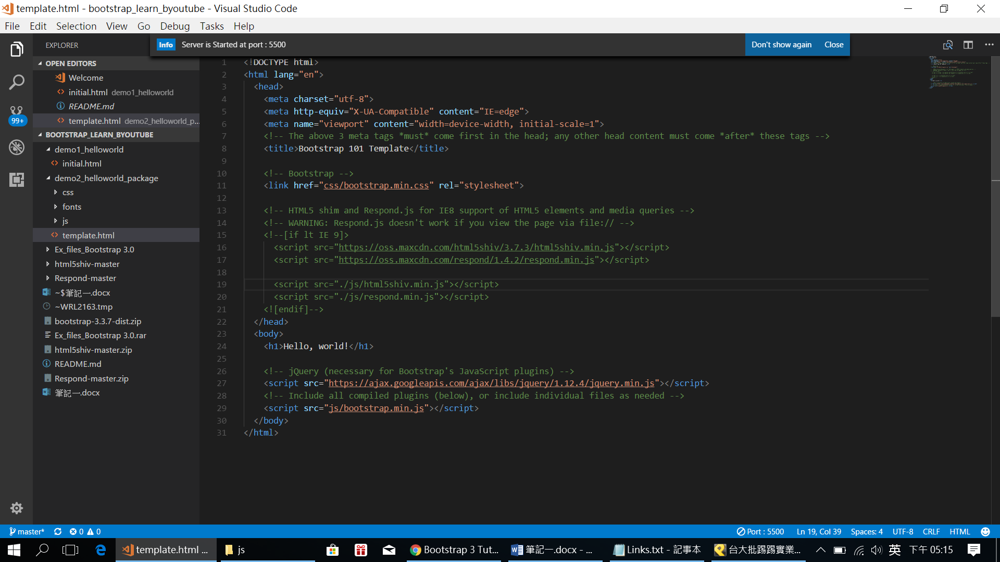 template.html - bootstrap_learn_byoutube - Visual Studio Code
File Edit Selection View Go Debug Tasks Help
EXPLORER
Info Server is Started at port : 5500 Don't show again Close
OPEN EDITORS
Welcome
initial.html demo1_helloworld
README.md
template.html demo2_helloworld_p...
BOOTSTRAP_LEARN_BYOUTUBE
demo1_helloworld
initial.html
demo2_helloworld_package
css
fonts
js
template.html
Ex_files_Bootstrap 3.0
html5shiv-master
Respond-master
~$筆記一.docx
~WRL2163.tmp
bootstrap-3.3.7-dist.zip
Ex_files_Bootstrap 3.0.rar
html5shiv-master.zip
README.md
Respond-master.zip
筆記一.docx
99+
1 <!DOCTYPE html>
2 <html lang="en">
3 <head>
4 <meta charset="utf-8">
5 <meta http-equiv="X-UA-Compatible" content="IE=edge">
6 <meta name="viewport" content="width=device-width, initial-scale=1">
7 <!-- The above 3 meta tags *must* come first in the head; any other head content must come *after* these tags -->
8 <title>Bootstrap 101 Template</title>
9
10 <!-- Bootstrap -->
11 <link href="css/bootstrap.min.css" rel="stylesheet">
12
13 <!-- HTML5 shim and Respond.js for IE8 support of HTML5 elements and media queries -->
14 <!-- WARNING: Respond.js doesn't work if you view the page via file:// -->
15 <!--[if lt IE 9]>
16 <script src="https://oss.maxcdn.com/html5shiv/3.7.3/html5shiv.min.js"></script>
17 <script src="https://oss.maxcdn.com/respond/1.4.2/respond.min.js"></script>
18
19 <script src="./js/html5shiv.min.js"></script>
20 <script src="./js/respond.min.js"></script>
21 <![endif]-->
22 </head>
23 <body>
24 <h1>Hello, world!</h1>
25
26 <!-- jQuery (necessary for Bootstrap's JavaScript plugins) -->
27 <script src="https://ajax.googleapis.com/ajax/libs/jquery/1.12.4/jquery.min.js"></script>
28 <!-- Include all compiled plugins (below), or include individual files as needed -->
29 <script src="js/bootstrap.min.js"></script>
30 </body>
31 </html>
master* 0 0 Port : 5500 Ln 19, Col 39 Spaces: 4 UTF-8 CRLF HTML
template.html ... js Bootstrap 3 Tut... 筆記一.docx - ... Links.txt - 記事本 台大批踢踢實業... 英 下午 05:15